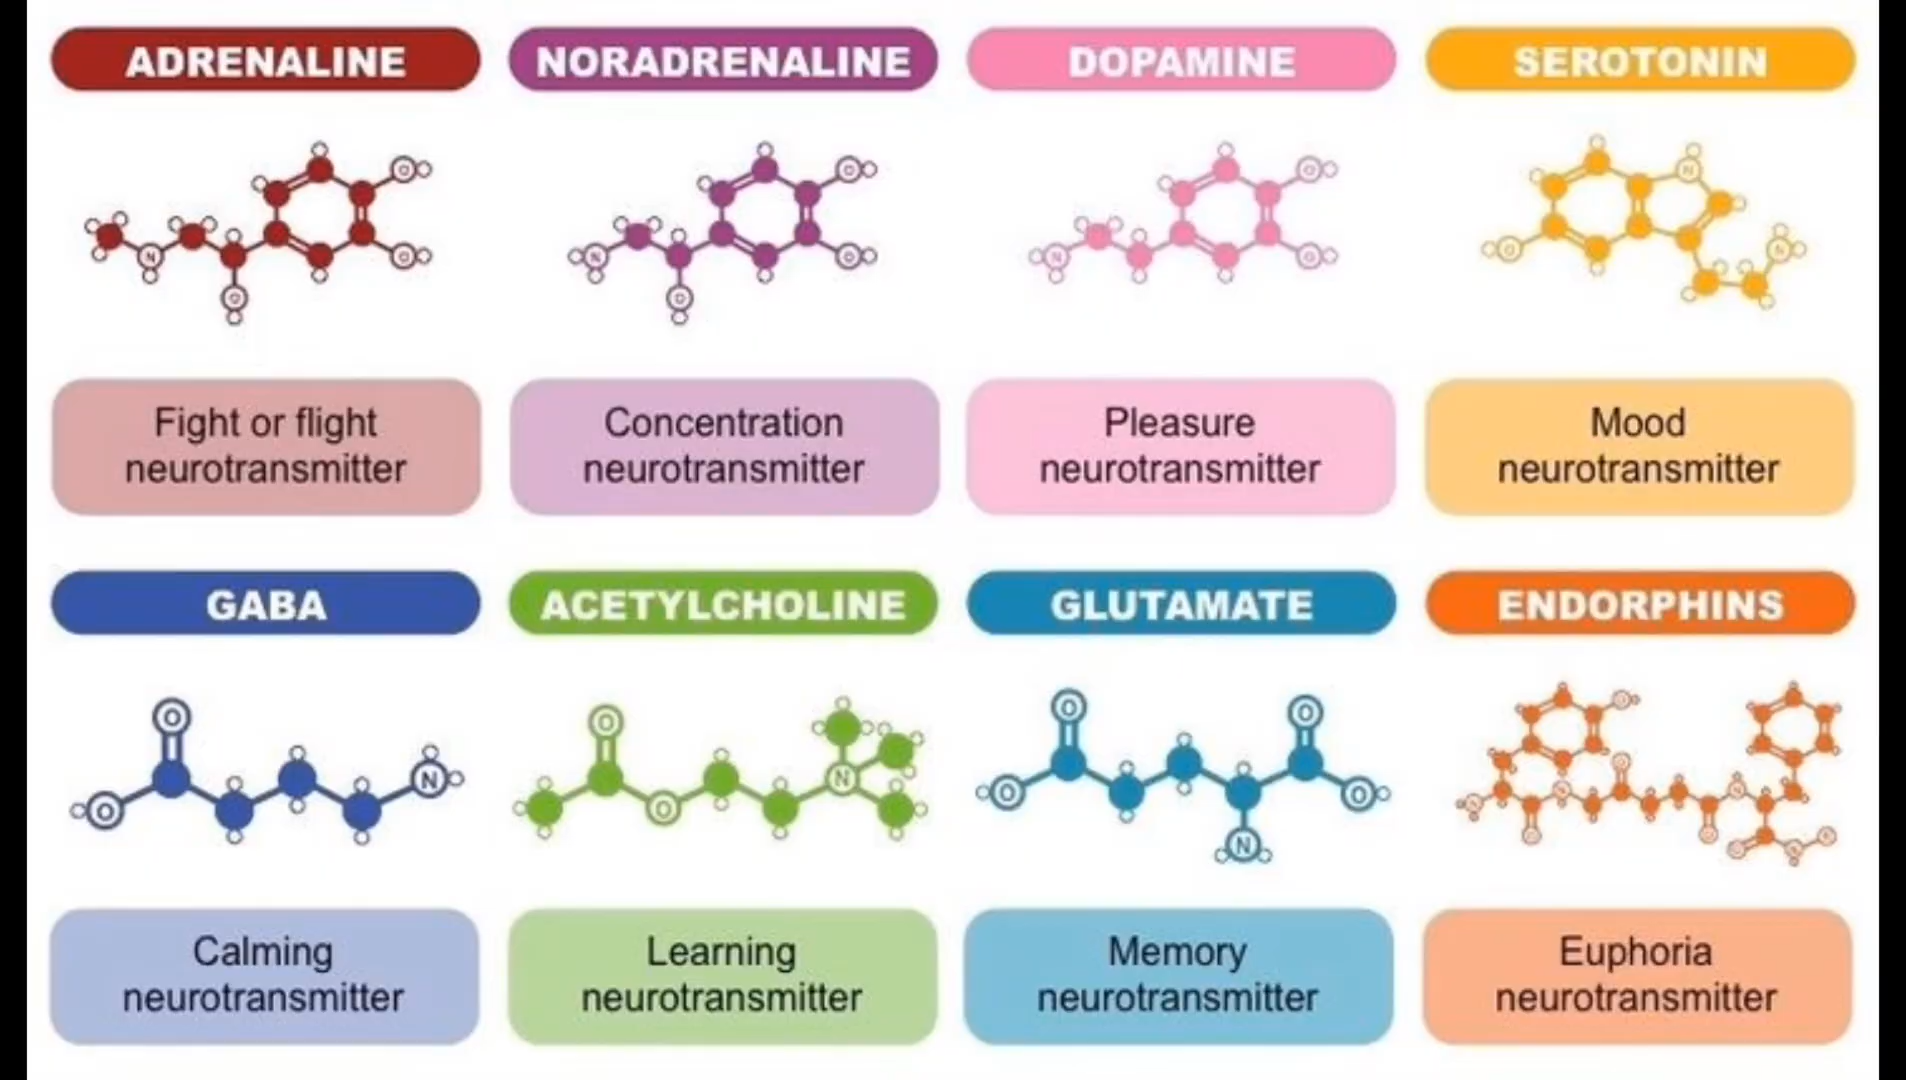 ADRENALINE
NORADRENALINE
DOPAMINE
SEROTONIN
Fight or flight
neurotransmitter
Concentration
neurotransmitter
Pleasure
neurotransmitter
Mood
neurotransmitter
GABA
ACETYLCHOLINE
GLUTAMATE
ENDORPHINS
Calming
neurotransmitter
Learning
neurotransmitter
Memory
neurotransmitter
Euphoria
neurotransmitter